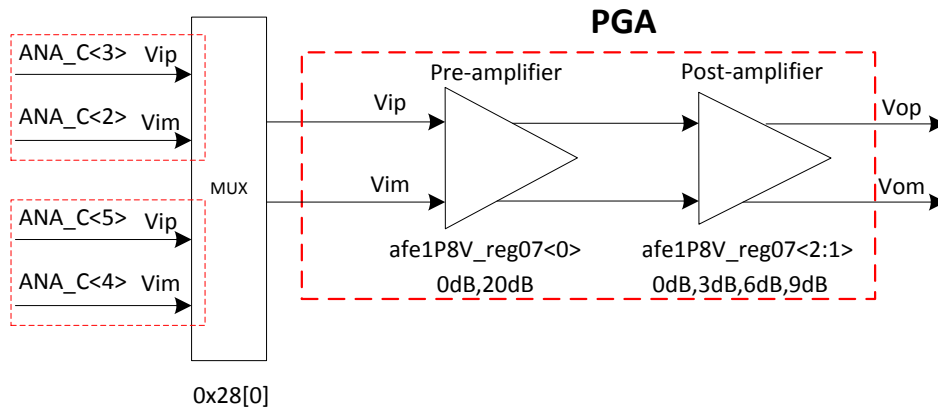 PGA
ANA_C<3> Vip
ANA_C<2> Vim
ANA_C<5> Vip
ANA_C<4> Vim
MUX
0x28[0]
Vip
Vim
Pre-amplifier
afe1P8V_reg07<0>
0dB,20dB
Post-amplifier
afe1P8V_reg07<2:1>
0dB,3dB,6dB,9dB
Vop
Vom